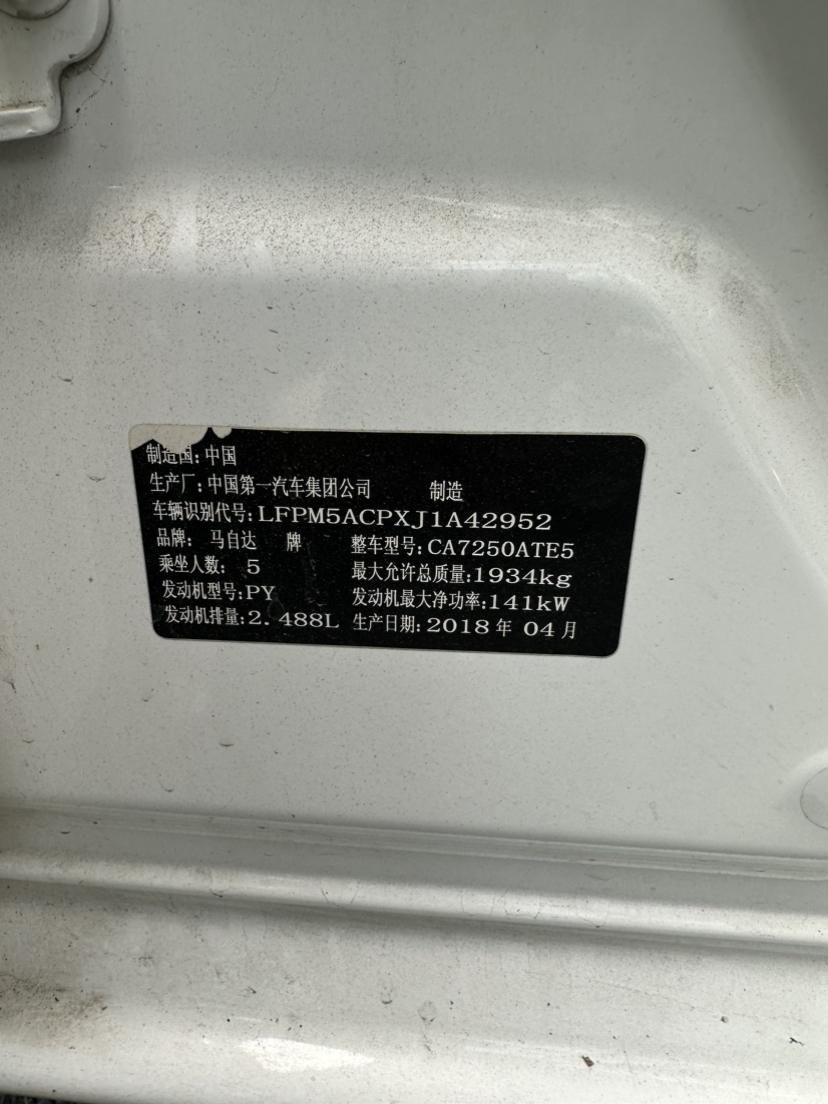 制造国：中国
生产厂：中国第一汽车集团公司 制造
车辆识别代号：LFPM5ACPXJ1A42952
品牌：马自达 牌 整车型号：CA7250ATE5
乘坐人数：5 最大允许总质量：1934kg
发动机型号：PY 发动机最大净功率：141kW
发动机排量：2.488L 生产日期：2018年 04月